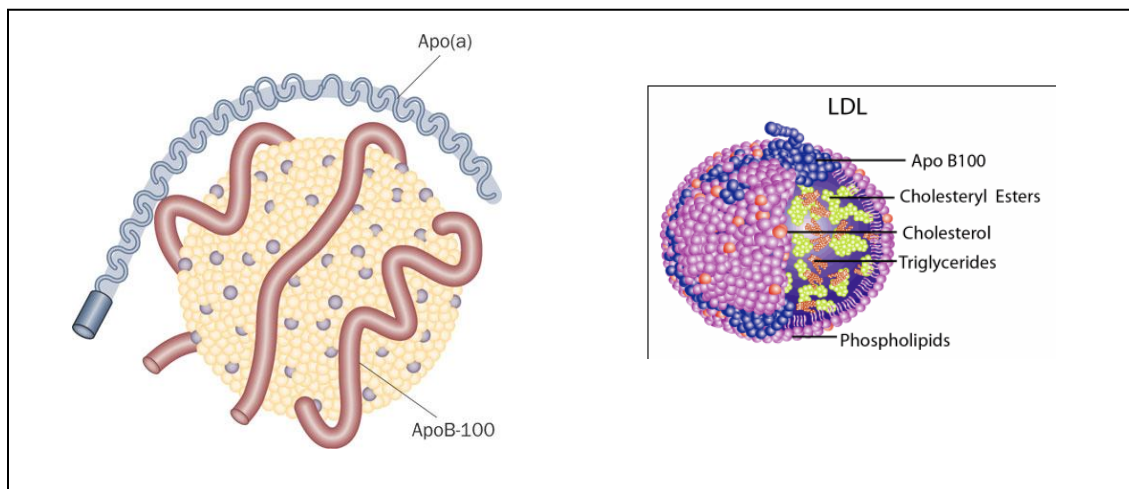 Apo(a)
ApoB-100
LDL
Apo B100
Cholesteryl Esters
Cholesterol
Triglycerides
Phospholipids